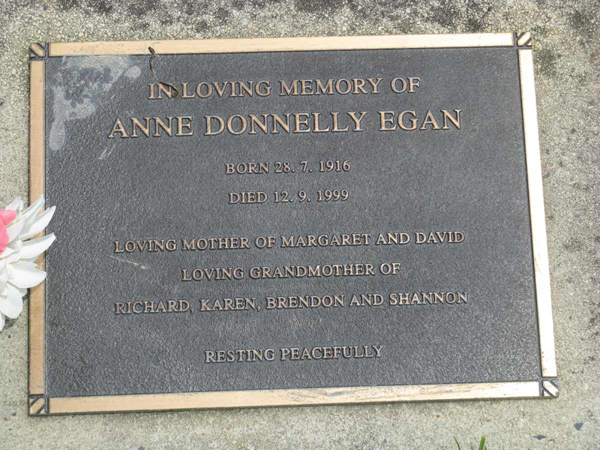 IN LOVING MEMORY OF
ANNE DONNELLY EGAN
BORN 28. 7. 1916
DIED 12. 9. 1999
LOVING MOTHER OF MARGARET AND DAVID
LOVING GRANDMOTHER OF
RICHARD, KAREN, BRENDON AND SHANNON
RESTING PEACEFULLY